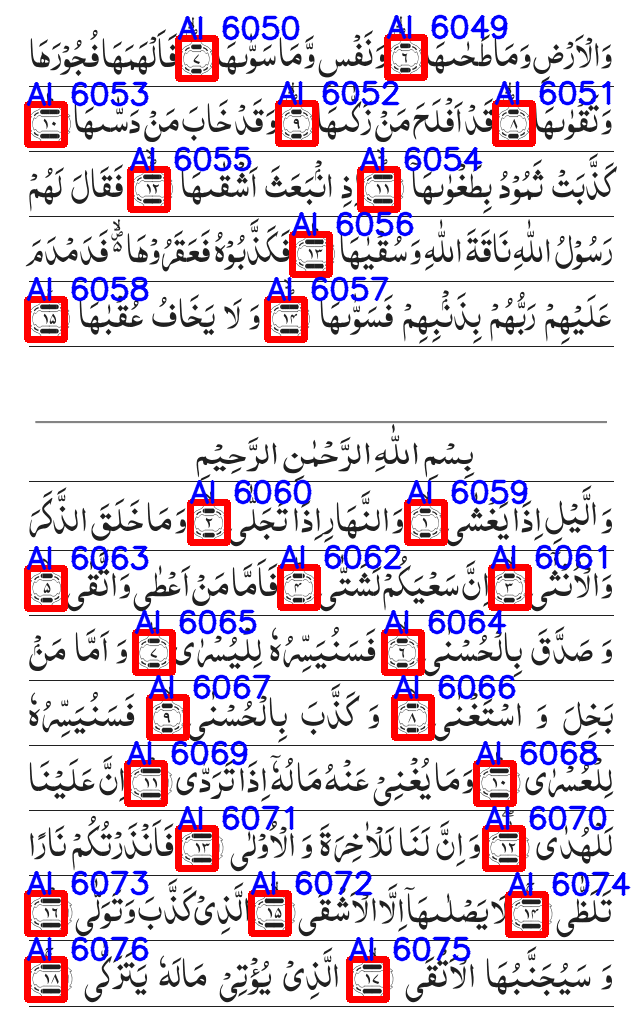 AI 6050 AI 6049
وَالْاَرْضِ وَمَا طَحٰىهَا ٦ وَنَفْسٍ وَّمَا سَوّٰىهَا ٧ فَاَلْهَمَهَا فُجُوْرَهَا
AI 6053 AI 6052 AI 6051
وَتَقْوٰىهَا ٨ قَدْ اَفْلَحَ مَنْ زَكّٰىهَا ٩ وَقَدْ خَابَ مَنْ دَسّٰىهَا ١٠
AI 6055 AI 6054
كَذَّبَتْ ثَمُوْدُ بِطَغْوٰىهَا ١١ اِذِ انْۢبَعَثَ اَشْقٰىهَا ١٢ فَقَالَ لَهُمْ
AI 6056
رَسُوْلُ اللّٰهِ نَاقَةَ اللّٰهِ وَسُقْيٰهَا ١٣ فَكَذَّبُوْهُ فَعَقَرُوْهَا فَدَمْدَمَ
AI 6058 AI 6057
عَلَيْهِمْ رَبُّهُمْ بِذَنْۢبِهِمْ فَسَوّٰىهَا ١٤ وَ لَا يَخَافُ عُقْبٰهَا ١٥
بِسْمِ اللّٰهِ الرَّحْمٰنِ الرَّحِيْمِ
AI 6060 AI 6059
وَالَّيْلِ اِذَا يَغْشٰى ١ وَالنَّهَارِ اِذَا تَجَلّٰى ٢ وَمَا خَلَقَ الذَّكَرَ
AI 6063 AI 6062 AI 6061
وَالْاُنْثٰى ٣ اِنَّ سَعْيَكُمْ لَشَتّٰى ٤ فَاَمَّا مَنْ اَعْطٰى وَاتَّقٰى ٥
AI 6065 AI 6064
وَ صَدَّقَ بِالْحُسْنٰى ٦ فَسَنُيَسِّرُهٗ لِلْيُسْرٰى ٧ وَ اَمَّا مَنْۢ
AI 6067 AI 6066
بَخِلَ وَ اسْتَغْنٰى ٨ وَ كَذَّبَ بِالْحُسْنٰى ٩ فَسَنُيَسِّرُهٗ
AI 6069 AI 6068
لِلْعُسْرٰى ١٠ وَمَا يُغْنِيْ عَنْهُ مَالُهٗٓ اِذَا تَرَدّٰى ١١ اِنَّ عَلَيْنَا
AI 6071 AI 6070
لَلْهُدٰى ١٢ وَاِنَّ لَنَا لَلْاٰخِرَةَ وَ الْاُوْلٰى ١٣ فَاَنْذَرْتُكُمْ نَارًا
AI 6073 AI 6072 AI 6074
تَلَظّٰى ١٤ لَا يَصْلٰىهَآ اِلَّا الْاَشْقٰى ١٥ الَّذِيْ كَذَّبَ وَتَوَلّٰى ١٦
AI 6076 AI 6075
وَ سَيُجَنَّبُهَا الْاَتْقٰى ١٧ الَّذِيْ يُؤْتِيْ مَالَهٗ يَتَزَكّٰى ١٨